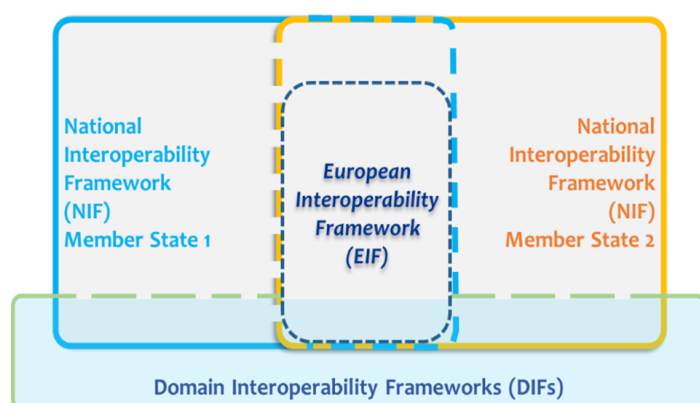 National
Interoperability
Framework
(NIF)
Member State 1
European
Interoperability
Framework
(EIF)
National
Interoperability
Framework
(NIF)
Member State 2
Domain Interoperability Frameworks (DIFs)